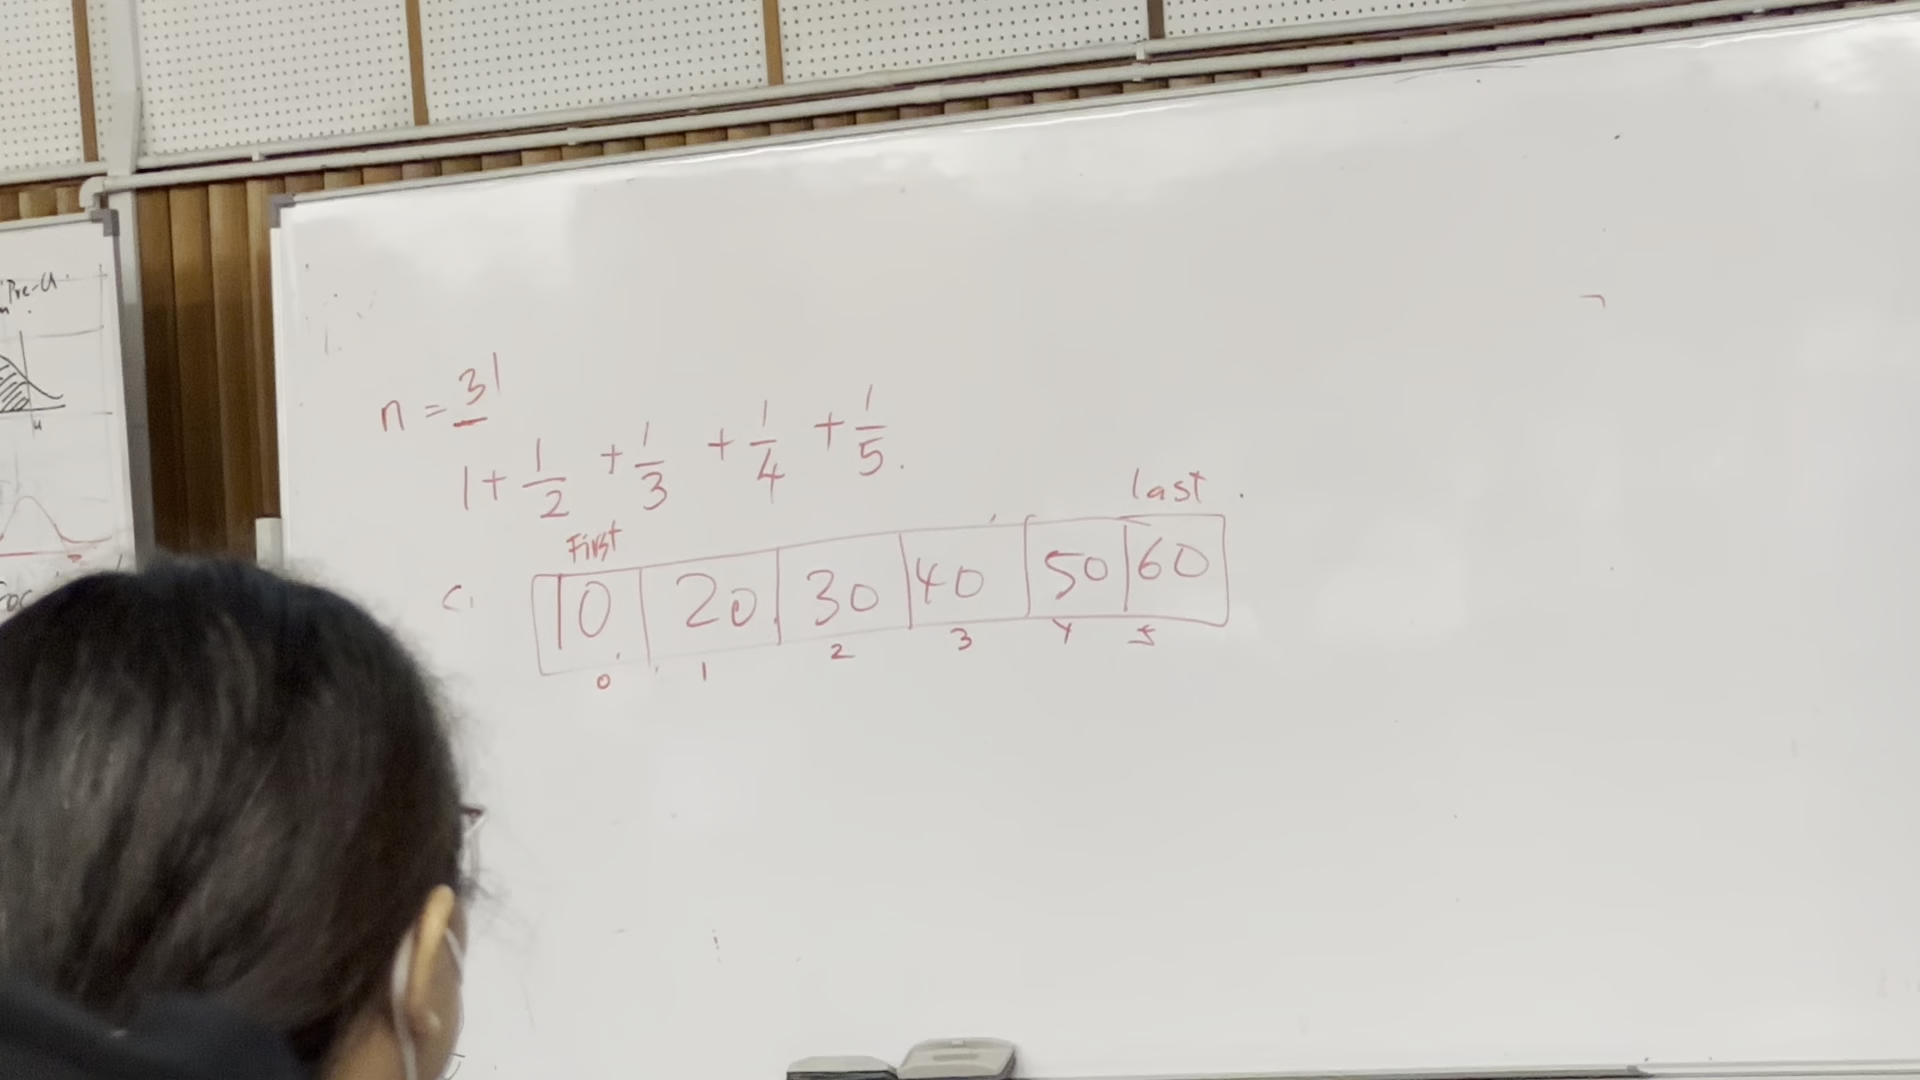 Pre-U
n = 31
1 + 1/2 + 1/3 + 1/4 + 1/5.
last.
First
c. 10 20 30 40 50 60
0 1 2 3 4 5